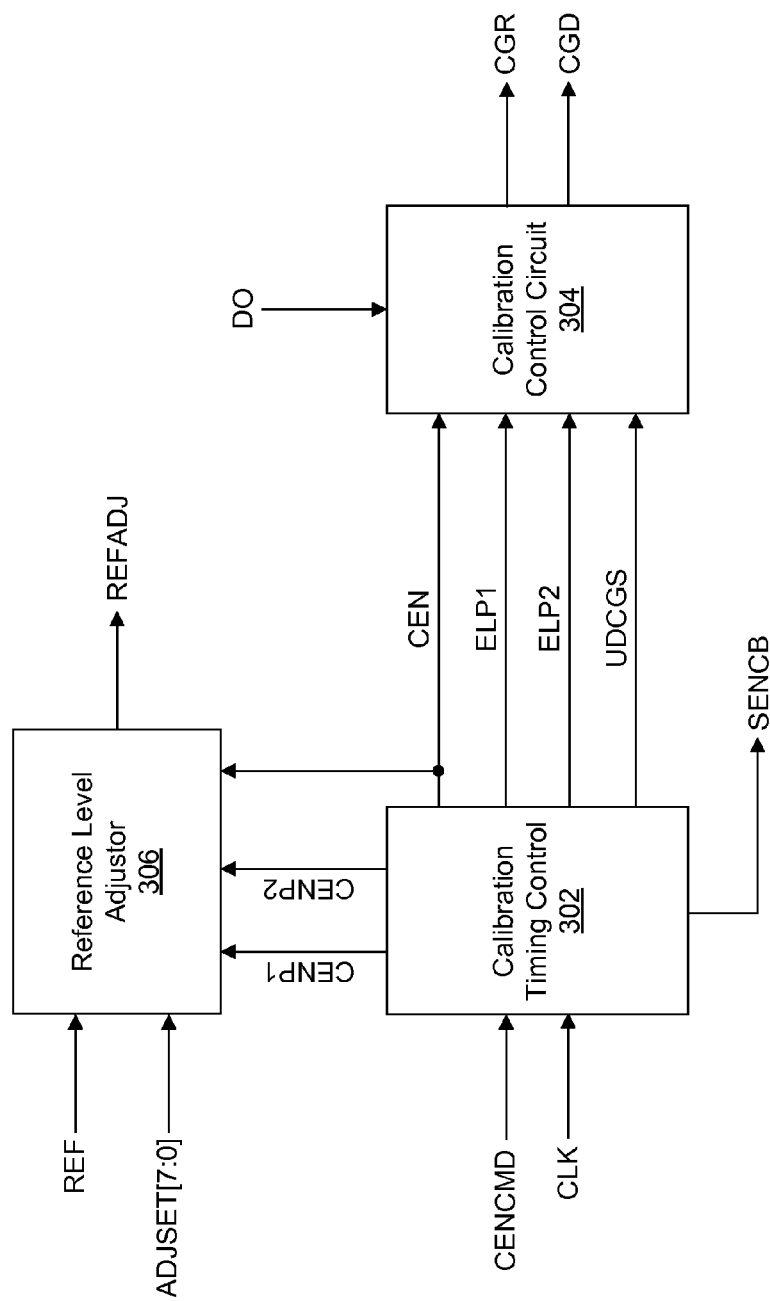 REF
ADJSET[7:0]
Reference Level
Adjustor
306
REFADJ
CENP1
CENP2
CENCMD
CLK
Calibration
Timing Control
302
CEN
ELP1
ELP2
UDCGS
SENCB
DO
Calibration
Control Circuit
304
CGR
CGD